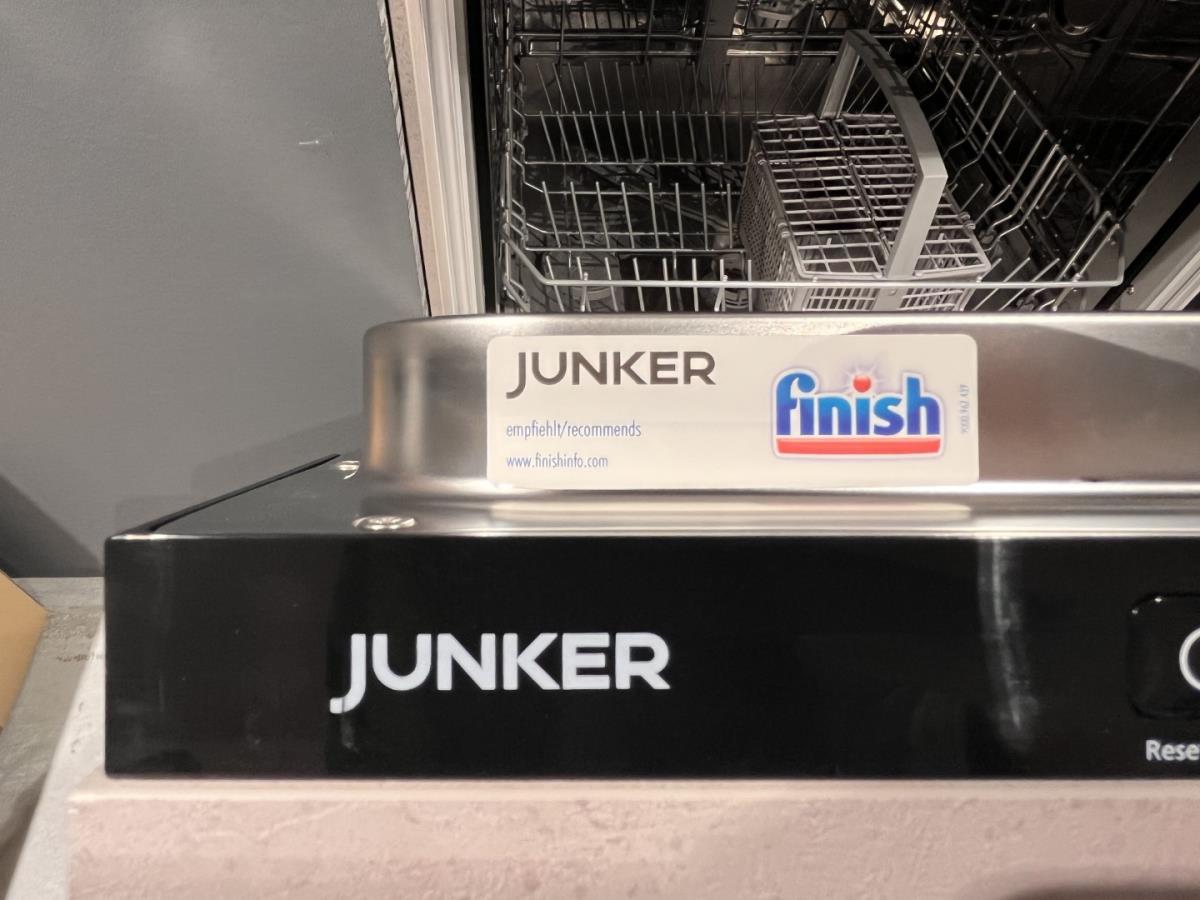 JUNKER
empfiehlt/recommends
www.finishinfo.com
finish
JUNKER
Rese